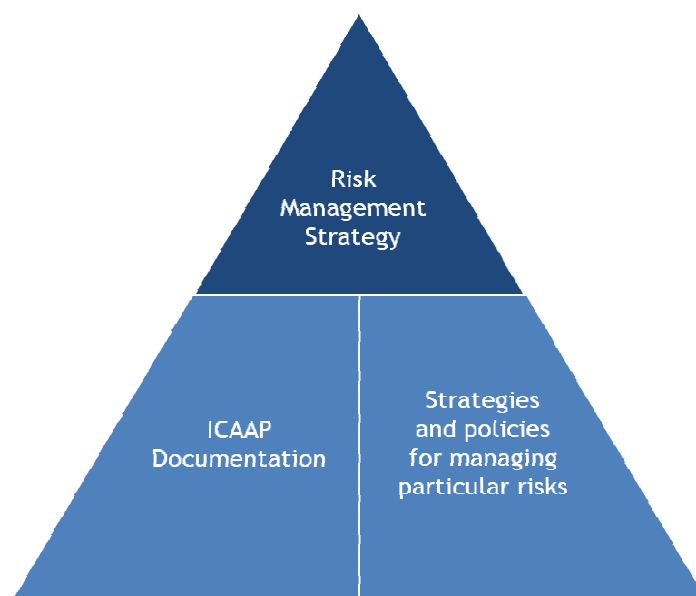 Risk
Management
Strategy
ICAAP
Documentation
Strategies
and policies
for managing
particular risks